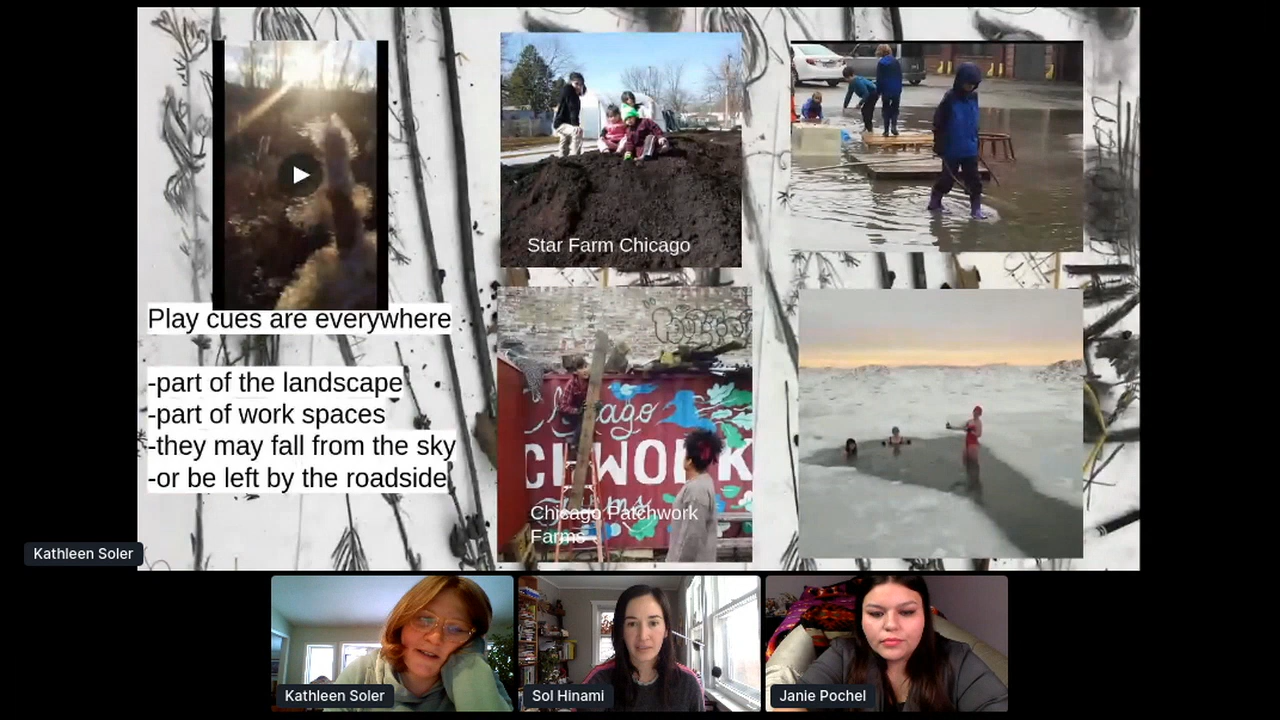 Play cues are everywhere
-part of the landscape
-part of work spaces
-they may fall from the sky
-or be left by the roadside
Star Farm Chicago
Chicago Patchwork
Farms
Kathleen Soler
Kathleen Soler
Sol Hinami
Janie Pochel